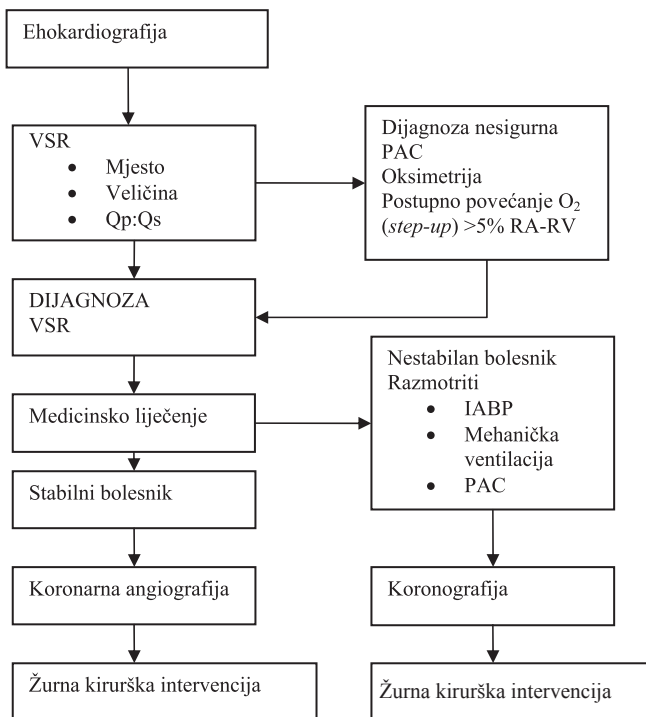 Ehokardiografija
VSR
• Mjesto
• Veličina
• Qp:Qs
Dijagnoza nesigurna
PAC
Oksimetrija
Postupno povećanje O₂
(step-up) >5% RA-RV
DIJAGNOZA
VSR
Medicinsko liječenje
Nestabilan bolesnik
Razmotriti
• IABP
• Mehanička
ventilacija
• PAC
Stabilni bolesnik
Koronarna angiografija
Koronografija
Žurna kirurška intervencija
Žurna kirurška intervencija